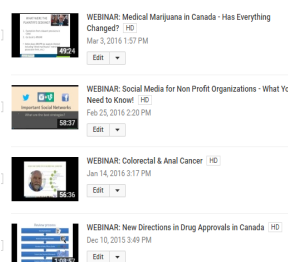 WEBINAR: Medical Marijuana in Canada - Has Everything
Changed? HD
Mar 3, 2016 1:57 PM
Edit
49:24
WEBINAR: Social Media for Non Profit Organizations - What Yo
Need to Know! HD
Feb 25, 2016 2:20 PM
Edit
Important Social Networks
58:37
WEBINAR: Colorectal & Anal Cancer HD
Jan 14, 2016 3:17 PM
Edit
56:36
WEBINAR: New Directions in Drug Approvals in Canada HD
Dec 10, 2015 3:49 PM
Edit